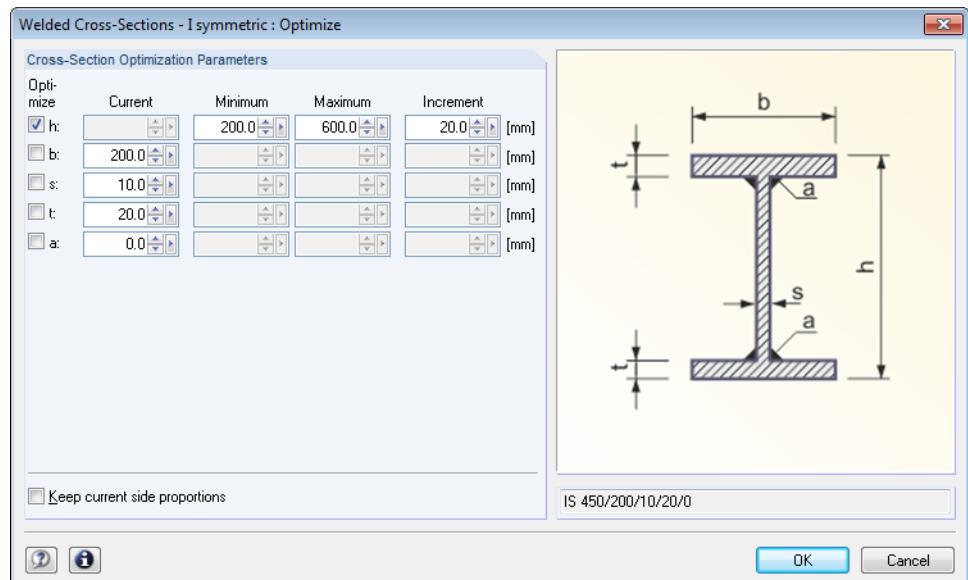 Welded Cross-Sections - I symmetric : Optimize
Cross-Section Optimization Parameters
Opti-
mize Current Minimum Maximum Increment
h: 200.0 600.0 20.0 [mm]
b: 200.0 [mm]
s: 10.0 [mm]
t: 20.0 [mm]
a: 0.0 [mm]
Keep current side proportions
b
t
a
h
s
a
t
IS 450/200/10/20/0
OK Cancel